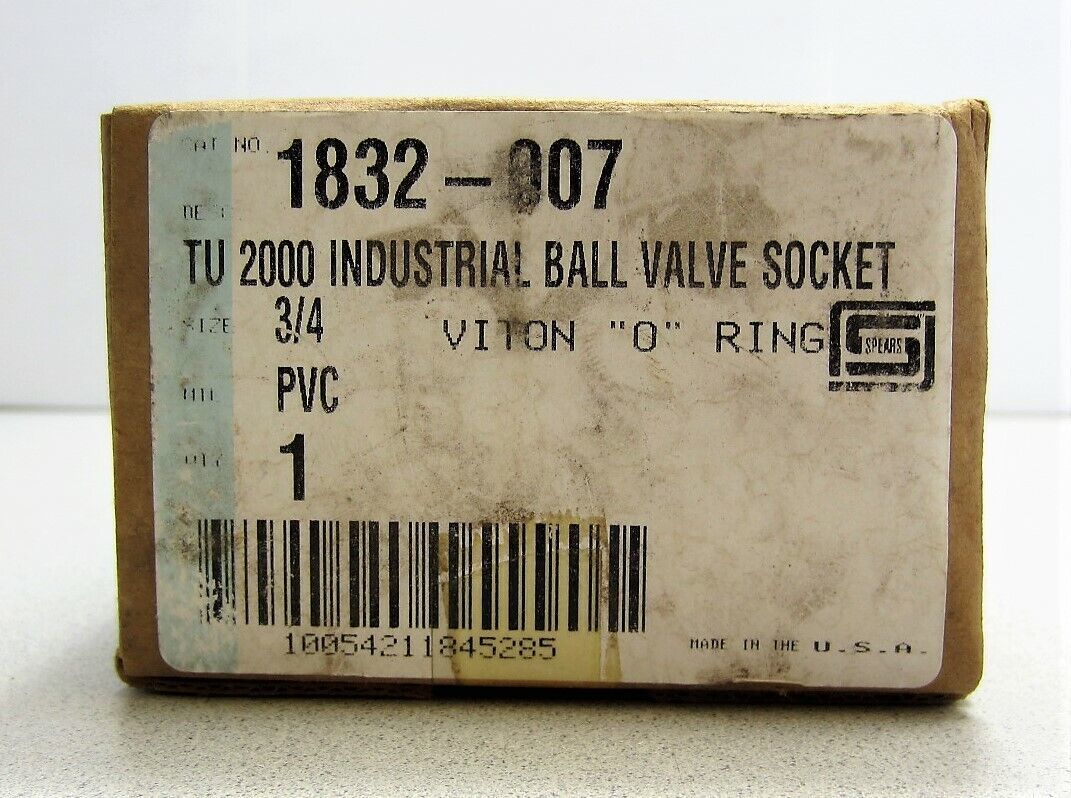 CAT NO. 1832-007
DESC
TU 2000 INDUSTRIAL BALL VALVE SOCKET
SIZE 3/4 VITON "O" RING
SPEARS
PVC
1
10054211845285
MADE IN THE U.S.A.